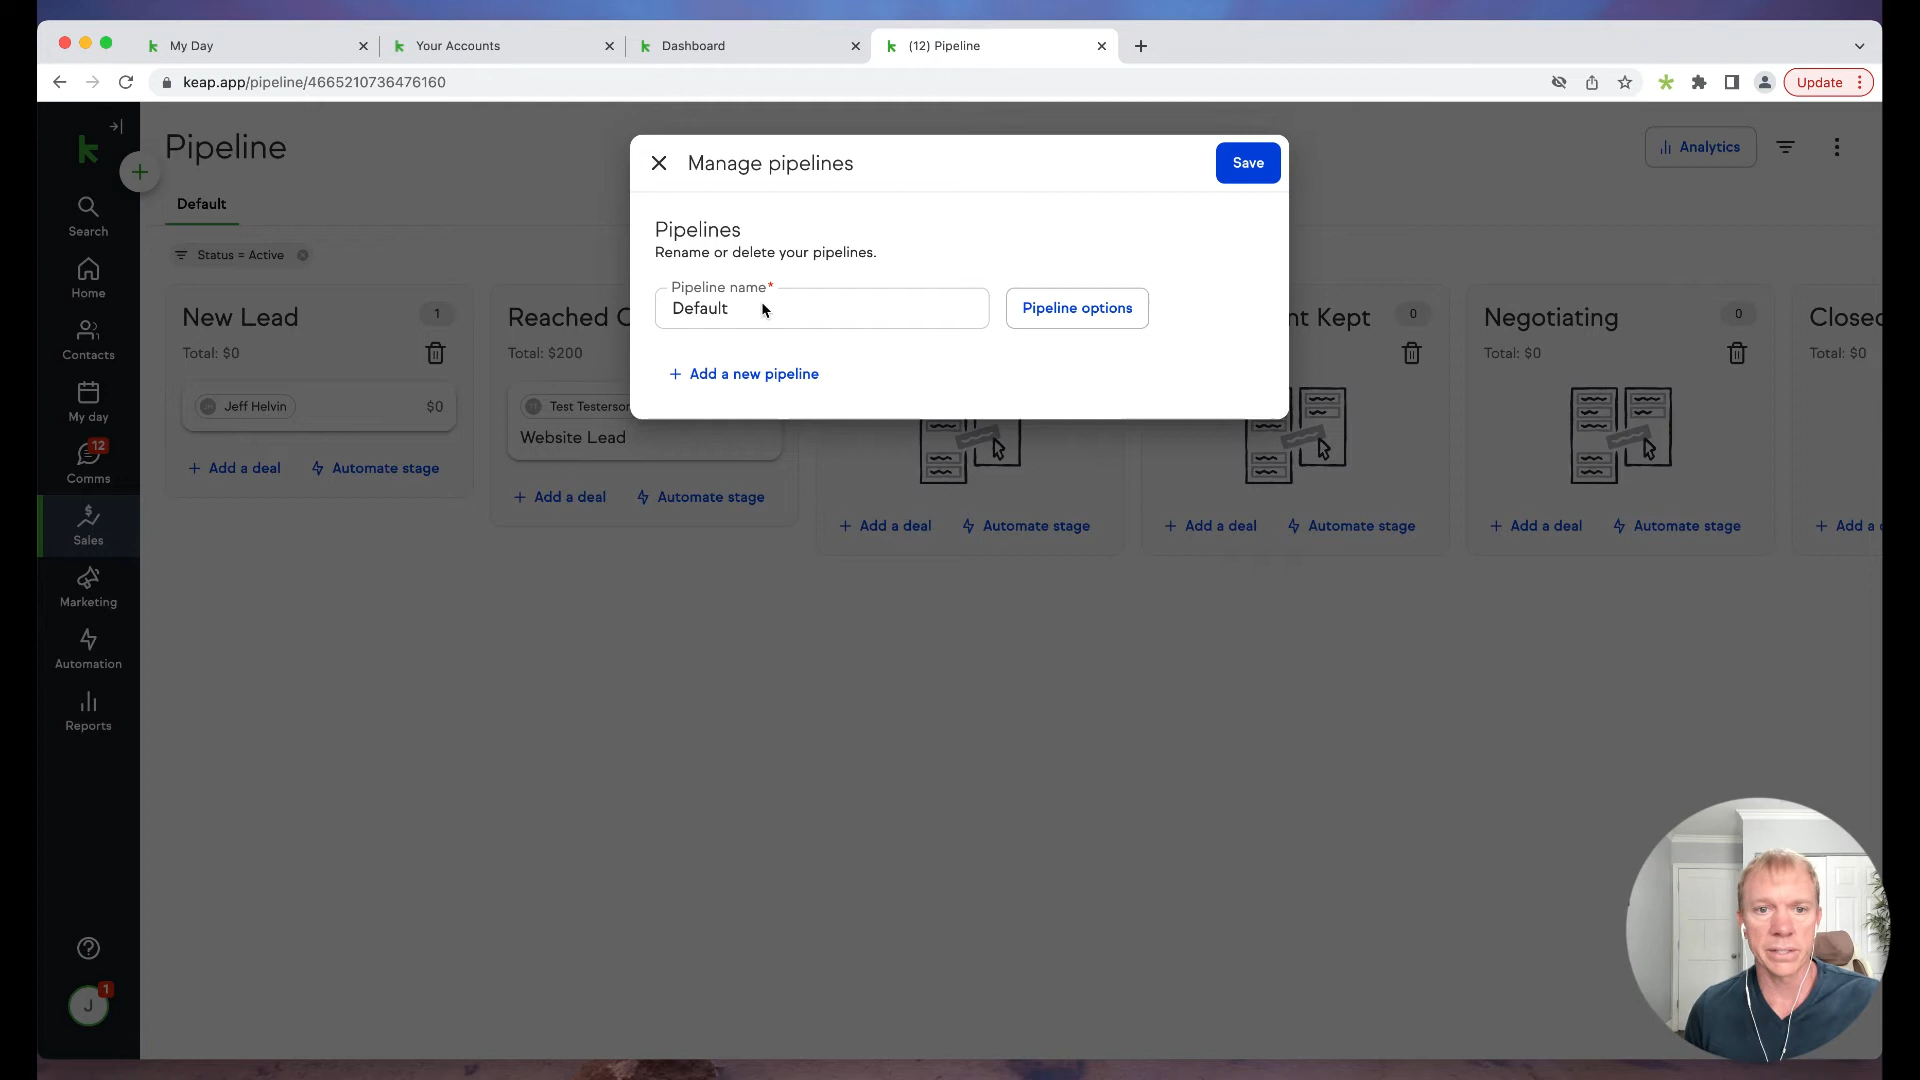 My Day
Your Accounts
Dashboard
(12) Pipeline
keap.app/pipeline/4665210736476160
Update
Pipeline
Analytics
Manage pipelines
Save
Default
Status = Active
Pipelines
Rename or delete your pipelines.
Pipeline name*
Default
Pipeline options
+ Add a new pipeline
Search
Home
Contacts
My day
12
Comms
Sales
Marketing
Automation
Reports
J
1
New Lead
1
Total: $0
Jeff Helvin
$0
+ Add a deal
Automate stage
Reached
Total: $200
Test Testerson
Website Lead
+ Add a deal
Automate stage
+ Add a deal
Automate stage
nt Kept
0
+ Add a deal
Automate stage
Negotiating
0
Total: $0
+ Add a deal
Automate stage
Closed
Total: $0
+ Add a